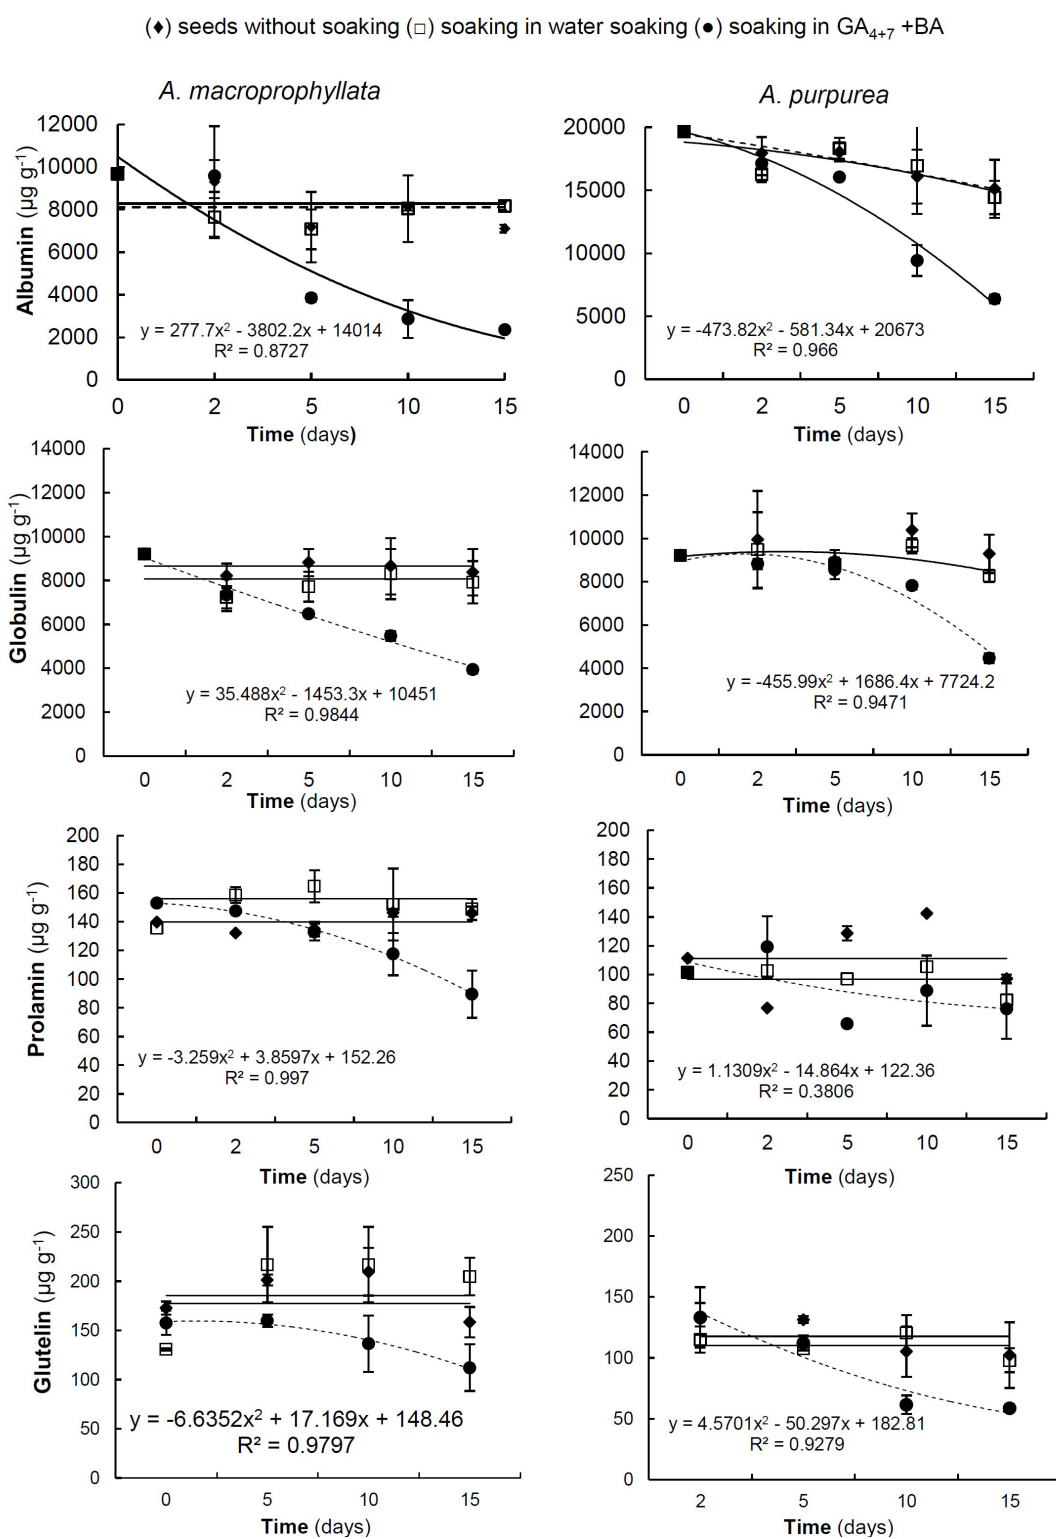 (♦) seeds without soaking (□) soaking in water soaking (●) soaking in GA4+7 +BA
A. macroprophyllata
A. purpurea
Albumin (µg g-1)
12000
10000
8000
6000
4000
2000
0
y = 277.7x² - 3802.2x + 14014
R² = 0.8727
0 2 5 10 15
Time (days)
20000
15000
10000
5000
0
y = -473.82x² - 581.34x + 20673
R² = 0.966
0 2 5 10 15
Time (days)
Globulin (µg g-1)
14000
12000
10000
8000
6000
4000
2000
0
y = 35.488x² - 1453.3x + 10451
R² = 0.9844
0 2 5 10 15
Time (days)
14000
12000
10000
8000
6000
4000
2000
0
y = -455.99x² + 1686.4x + 7724.2
R² = 0.9471
0 2 5 10 15
Time (days)
Prolamin (µg g-1)
200
180
160
140
120
100
80
60
40
20
0
y = -3.259x² + 3.8597x + 152.26
R² = 0.997
0 2 5 10 15
Time (days)
200
180
160
140
120
100
80
60
40
20
0
y = 1.1309x² - 14.864x + 122.36
R² = 0.3806
0 2 5 10 15
Time (days)
Glutelin (µg g-1)
300
250
200
150
100
50
0
y = -6.6352x² + 17.169x + 148.46
R² = 0.9797
0 5 10 15
Time (days)
250
200
150
100
50
0
y = 4.5701x² - 50.297x + 182.81
R² = 0.9279
2 5 10 15
Time (days)